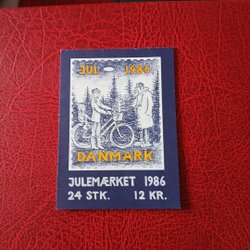 JUL 1986
DANMARK
JULEMÆRKET 1986
24 STK. 12 KR.